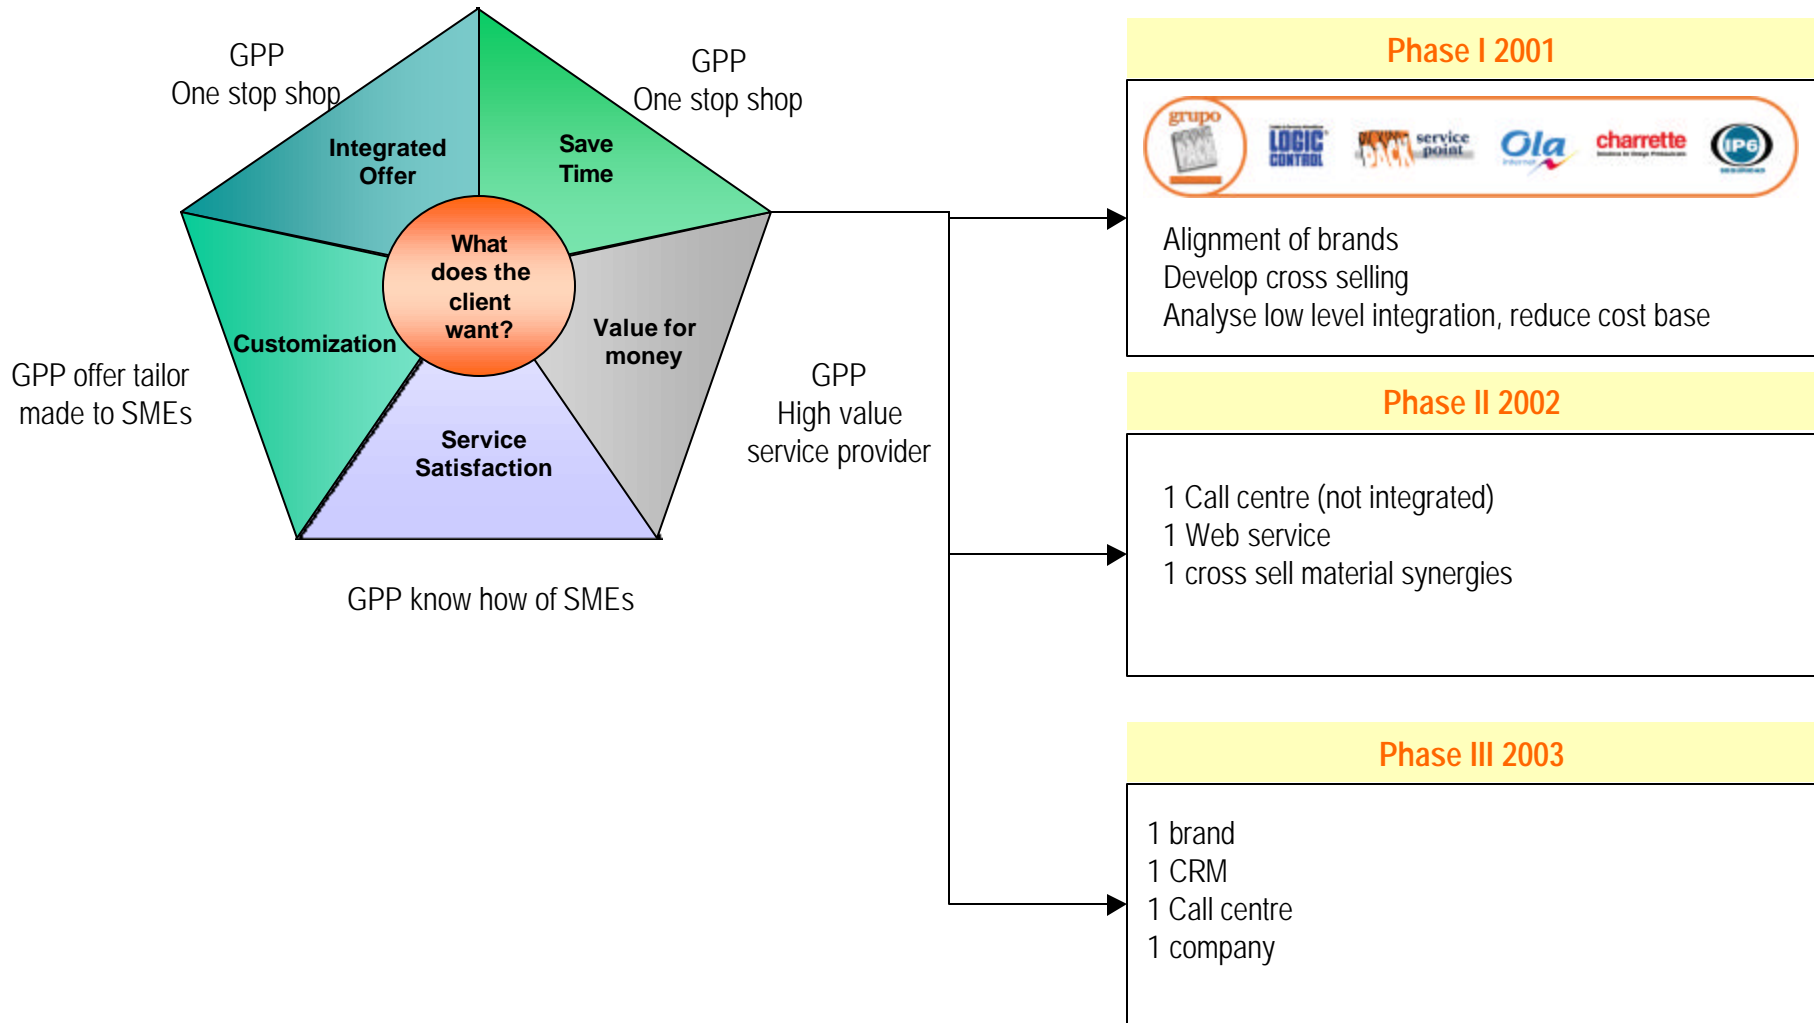 GPP
One stop shop
GPP
One stop shop
Integrated
Offer
Save
Time
What
does the
client
want?
Customization
Value for
money
GPP offer tailor
made to SMEs
GPP
High value
service provider
Service
Satisfaction
GPP know how of SMEs
Phase I 2001
grupo
LOGIC
CONTROL
PACK
service
point
Ola
internet
charrette
IP6
Alignment of brands
Develop cross selling
Analyse low level integration, reduce cost base
Phase II 2002
1 Call centre (not integrated)
1 Web service
1 cross sell material synergies
Phase III 2003
1 brand
1 CRM
1 Call centre
1 company